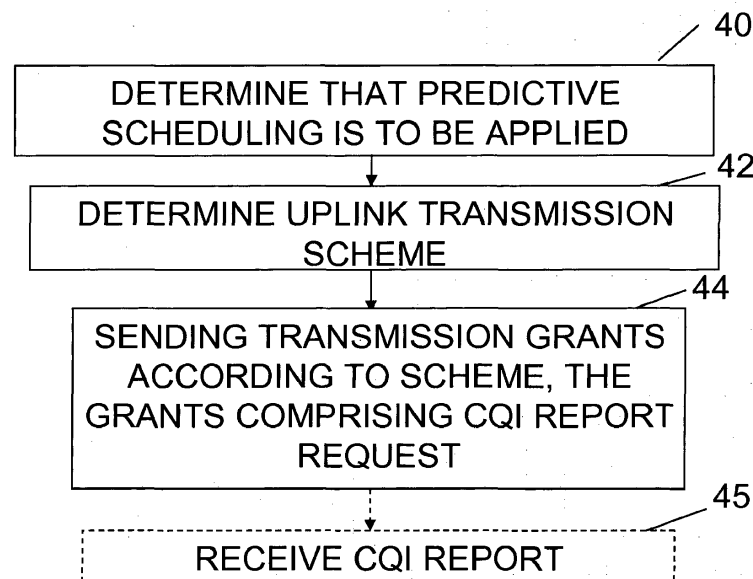 40
DETERMINE THAT PREDICTIVE
SCHEDULING IS TO BE APPLIED
42
DETERMINE UPLINK TRANSMISSION
SCHEME
44
SENDING TRANSMISSION GRANTS
ACCORDING TO SCHEME, THE
GRANTS COMPRISING CQI REPORT
REQUEST
45
RECEIVE CQI REPORT